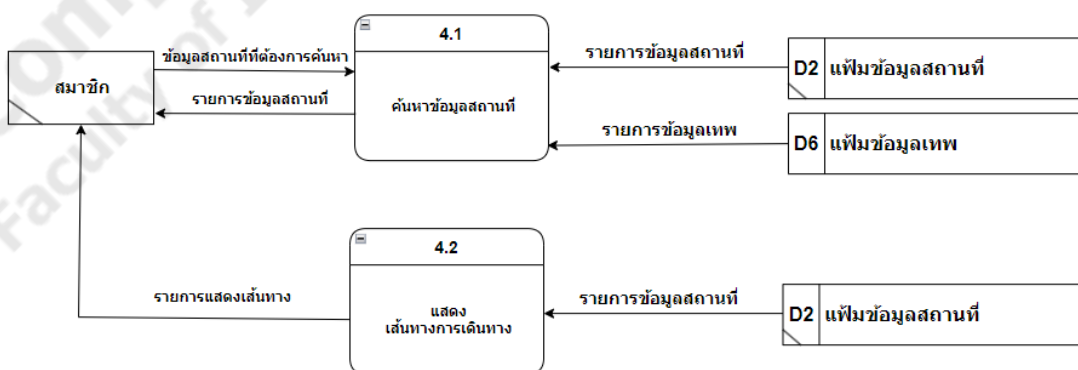 4.1
ข้อมูลสถานที่ที่ต้องการค้นหา
รายการข้อมูลสถานที่
D2 แฟ้มข้อมูลสถานที่
สมาชิก
รายการข้อมูลสถานที่
ค้นหาข้อมูลสถานที่
รายการข้อมูลเทพ
D6 แฟ้มข้อมูลเทพ
4.2
รายการแสดงเส้นทาง
แสดง
เส้นทางการเดินทาง
รายการข้อมูลสถานที่
D2 แฟ้มข้อมูลสถานที่
Faculty of